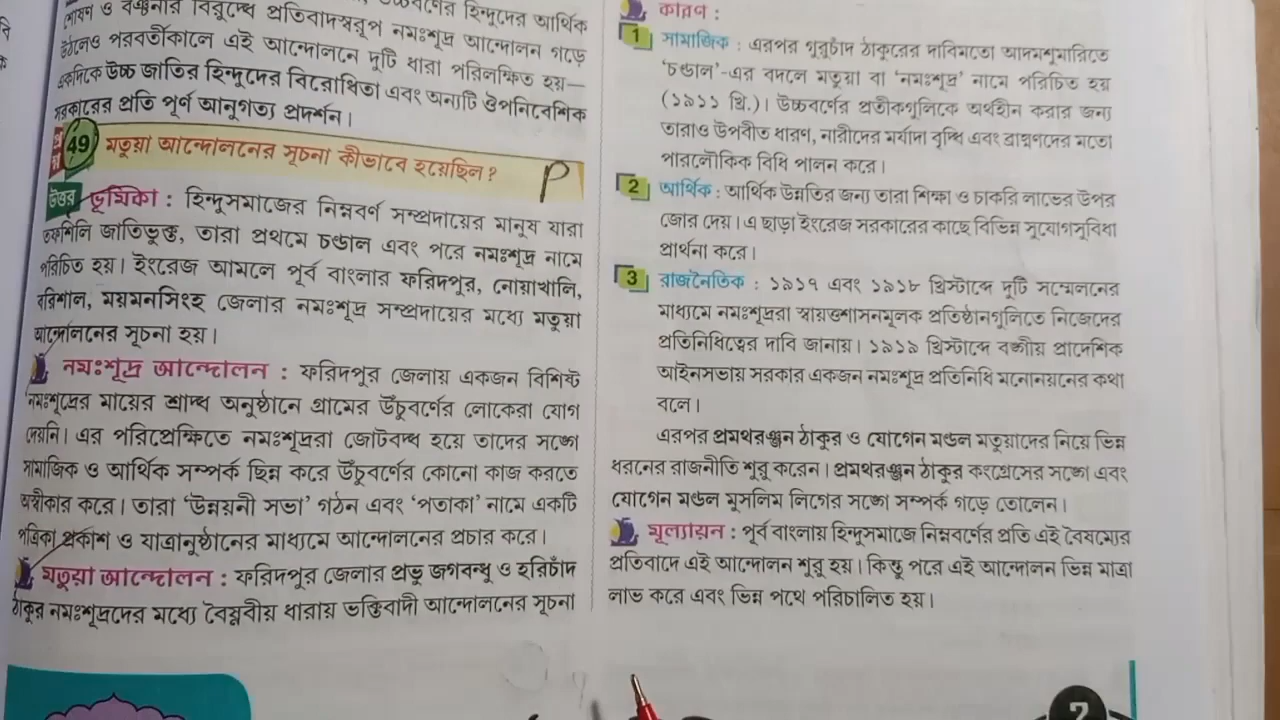 শোষণ ও বঞ্চনার বিরুদ্ধে প্রতিবাদস্বরূপ নমঃশূদ্র আন্দোলন গড়ে
উঠলেও পরবর্তীকালে এই আন্দোলনে দুটি ধারা পরিলক্ষিত হয়—
একদিকে উচ্চ জাতির হিন্দুদের বিরোধিতা এবং অন্যটি ঔপনিবেশিক
সরকারের প্রতি পূর্ণ আনুগত্য প্রদর্শন।
প্রশ্ন 49 মতুয়া আন্দোলনের সূচনা কীভাবে হয়েছিল? P
উত্তর ভূমিকা : হিন্দুসমাজের নিম্নবর্ণ সম্প্রদায়ের মানুষ যারা
তফশিলি জাতিভুক্ত, তারা প্রথমে চণ্ডাল এবং পরে নমঃশূদ্র নামে
পরিচিত হয়। ইংরেজ আমলে পূর্ব বাংলার ফরিদপুর, নোয়াখালি,
বরিশাল, ময়মনসিংহ জেলার নমঃশূদ্র সম্প্রদায়ের মধ্যে মতুয়া
আন্দোলনের সূচনা হয়।
নমঃশূদ্র আন্দোলন : ফরিদপুর জেলায় একজন বিশিষ্ট
নমঃশূদ্রের মায়ের শ্রাদ্ধ অনুষ্ঠানে গ্রামের উঁচুবর্ণের লোকেরা যোগ
দেয়নি। এর পরিপ্রেক্ষিতে নমঃশূদ্ররা জোটবদ্ধ হয়ে তাদের সঙ্গে
সামাজিক ও আর্থিক সম্পর্ক ছিন্ন করে উঁচুবর্ণের কোনো কাজ করতে
অস্বীকার করে। তারা ‘উন্নয়নী সভা’ গঠন এবং ‘পতাকা’ নামে একটি
পত্রিকা প্রকাশ ও যাত্রানুষ্ঠানের মাধ্যমে আন্দোলনের প্রচার করে।
মতুয়া আন্দোলন : ফরিদপুর জেলার প্রভু জগবন্ধু ও হরিচাঁদ
ঠাকুর নমঃশূদ্রদের মধ্যে বৈষ্ণবীয় ধারায় ভক্তিবাদী আন্দোলনের সূচনা
কারণ :
1 সামাজিক : এরপর গুরুচাঁদ ঠাকুরের দাবিমতো আদমশুমারিতে
‘চণ্ডাল’-এর বদলে মতুয়া বা ‘নমঃশূদ্র’ নামে পরিচিত হয়
(১৯১১ খ্রি.)। উচ্চবর্ণের প্রতীকগুলিকে অর্থহীন করার জন্য
তারাও উপবীত ধারণ, নারীদের মর্যাদা বৃদ্ধি এবং ব্রাহ্মণদের মতো
পারলৌকিক বিধি পালন করে।
2 আর্থিক : আর্থিক উন্নতির জন্য তারা শিক্ষা ও চাকরি লাভের উপর
জোর দেয়। এ ছাড়া ইংরেজ সরকারের কাছে বিভিন্ন সুযোগসুবিধা
প্রার্থনা করে।
3 রাজনৈতিক : ১৯১৭ এবং ১৯১৮ খ্রিস্টাব্দে দুটি সম্মেলনের
মাধ্যমে নমঃশূদ্ররা স্বায়ত্তশাসনমূলক প্রতিষ্ঠানগুলিতে নিজেদের
প্রতিনিধিত্বের দাবি জানায়। ১৯১৯ খ্রিস্টাব্দে বঙ্গীয় প্রাদেশিক
আইনসভায় সরকার একজন নমঃশূদ্র প্রতিনিধি মনোনয়নের কথা
বলে।
এরপর প্রমথরঞ্জন ঠাকুর ও যোগেন মণ্ডল মতুয়াদের নিয়ে ভিন্ন
ধরনের রাজনীতি শুরু করেন। প্রমথরঞ্জন ঠাকুর কংগ্রেসের সঙ্গে এবং
যোগেন মণ্ডল মুসলিম লিগের সঙ্গে সম্পর্ক গড়ে তোলেন।
মূল্যায়ন : পূর্ব বাংলায় হিন্দুসমাজে নিম্নবর্ণের প্রতি এই বৈষম্যের
প্রতিবাদে এই আন্দোলন শুরু হয়। কিন্তু পরে এই আন্দোলন ভিন্ন মাত্রা
লাভ করে এবং ভিন্ন পথে পরিচালিত হয়।